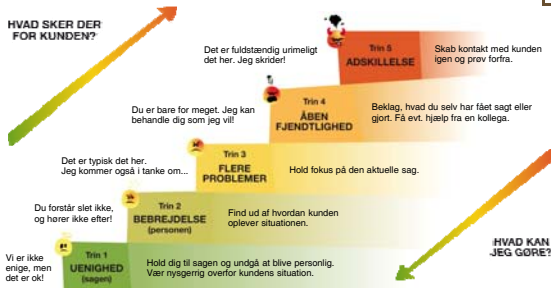 HVAD SKER DER
FOR KUNDEN?
Det er fuldstændig urimeligt
det her. Jeg skrider!
Trin 5
ADSKILLELSE
Skab kontakt med kunden
igen og prøv forfra.
Du er bare for meget. Jeg kan
behandle dig som jeg vil!
Trin 4
ÅBEN
FJENDTLIGHED
Beklag, hvad du selv har fået sagt eller
gjort. Få evt. hjælp fra en kollega.
Det er typisk det her.
Jeg kommer også i tanke om...
Trin 3
FLERE
PROBLEMER
Hold fokus på den aktuelle sag.
Du forstår slet ikke,
og hører ikke efter!
Trin 2
BEBREJDELSE
(personen)
Find ud af hvordan kunden
oplever situationen.
Vi er ikke
enige, men
det er ok!
Trin 1
UENIGHED
(sagen)
Hold dig til sagen og undgå at blive personlig.
Vær nysgerrig overfor kundens situation.
HVAD KAN
JEG GØRE?